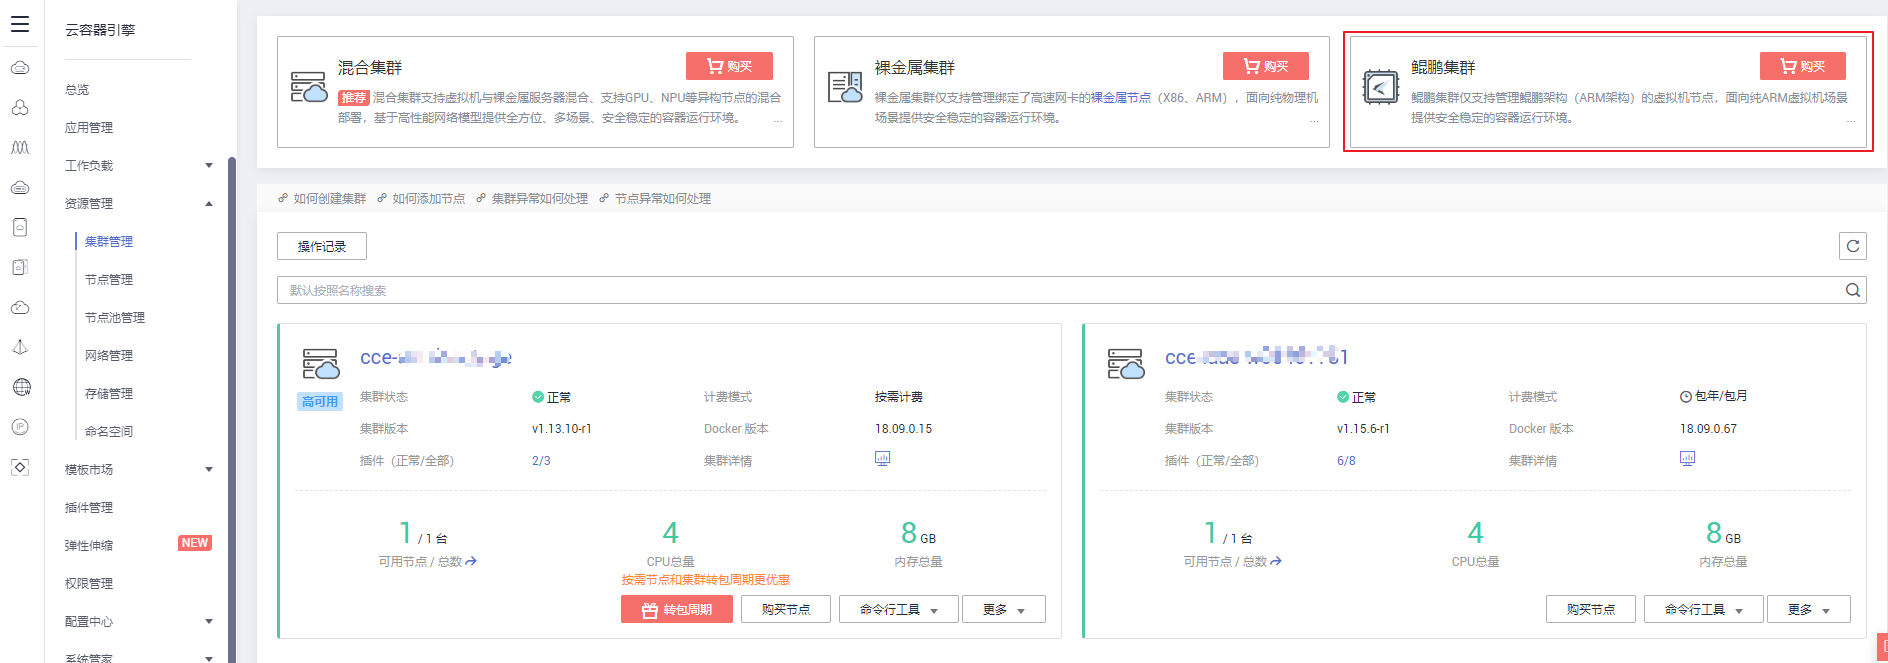 云容器引擎
总览
应用管理
工作负载
资源管理
集群管理
节点管理
节点池管理
网络管理
存储管理
命名空间
模板市场
插件管理
弹性伸缩 NEW
权限管理
配置中心
系统管家
混合集群 购买
推荐 混合集群支持虚拟机与裸金属服务器混合、支持GPU、NPU等异构节点的混合
部署，基于高性能网络模型提供全方位、多场景、安全稳定的容器运行环境。 ...
裸金属集群 购买
裸金属集群仅支持管理绑定了高速网卡的裸金属节点（X86、ARM），面向纯物理机
场景提供安全稳定的容器运行环境。 ...
鲲鹏集群 购买
鲲鹏集群仅支持管理鲲鹏架构（ARM架构）的虚拟机节点，面向纯ARM虚拟机场景
提供安全稳定的容器运行环境。 ...
如何创建集群 如何添加节点 集群异常如何处理 节点异常如何处理
操作记录
默认按照名称搜索
cce-
高可用
集群状态 正常 计费模式 按需计费
集群版本 v1.13.10-r1 Docker 版本 18.09.0.15
插件（正常/全部） 2/3 集群详情
1 / 1 台 4 8 GB
可用节点 / 总数 CPU总量 内存总量
按需节点和集群转包周期更优惠
转包周期 购买节点 命令行工具 更多
cce
集群状态 正常 计费模式 包年/包月
集群版本 v1.15.6-r1 Docker 版本 18.09.0.67
插件（正常/全部） 6/8 集群详情
1 / 1 台 4 8 GB
可用节点 / 总数 CPU总量 内存总量
购买节点 命令行工具 更多